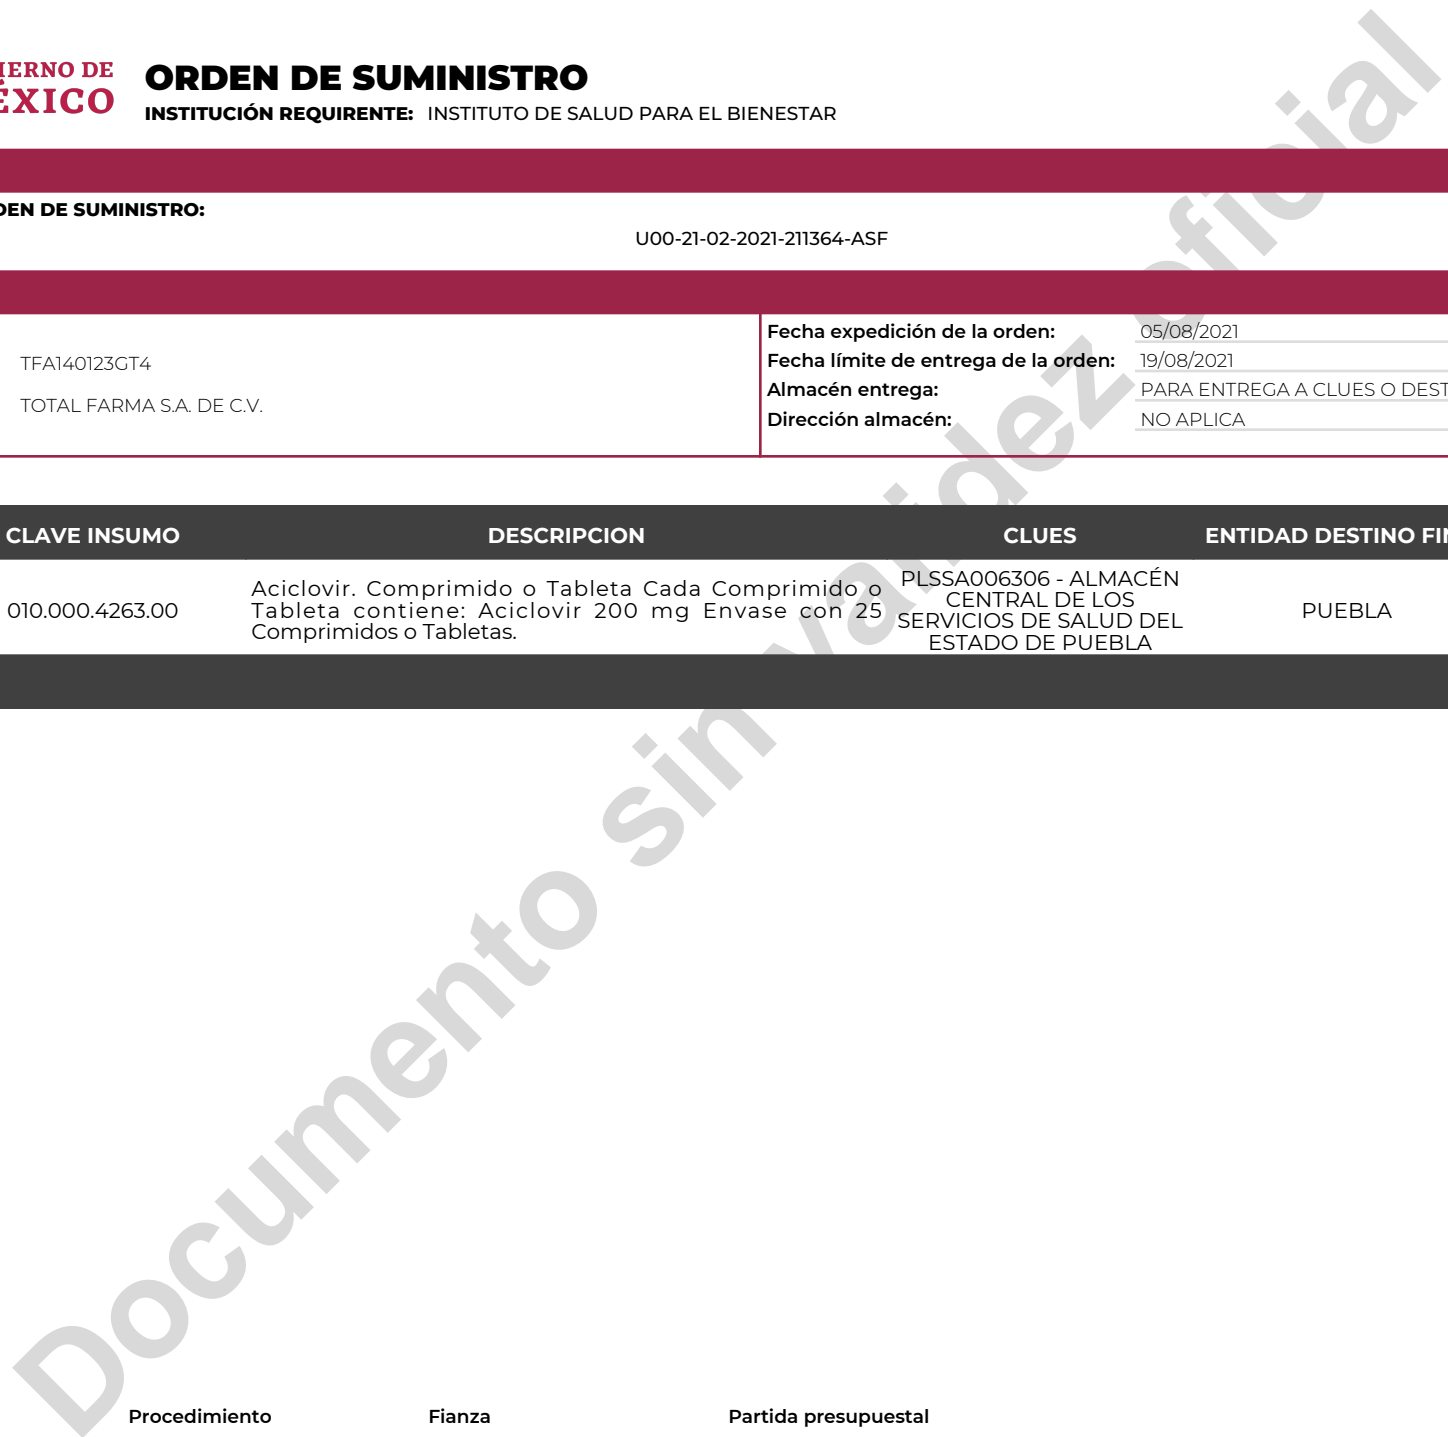 IERNO DE
ÉXICO
ORDEN DE SUMINISTRO
INSTITUCIÓN REQUIRENTE: INSTITUTO DE SALUD PARA EL BIENESTAR
DEN DE SUMINISTRO:
U00-21-02-2021-211364-ASF
TFA140123GT4
TOTAL FARMA S.A. DE C.V.
Fecha expedición de la orden: 05/08/2021
Fecha límite de entrega de la orden: 19/08/2021
Almacén entrega: PARA ENTREGA A CLUES O DEST
Dirección almacén: NO APLICA
CLAVE INSUMO DESCRIPCION CLUES ENTIDAD DESTINO FIN
010.000.4263.00
Aciclovir. Comprimido o Tableta Cada Comprimido o
Tableta contiene: Aciclovir 200 mg Envase con 25
Comprimidos o Tabletas.
PLSSA006306 - ALMACÉN
CENTRAL DE LOS
SERVICIOS DE SALUD DEL
ESTADO DE PUEBLA
PUEBLA
Documento sin validez oficial
Procedimiento Fianza Partida presupuestal